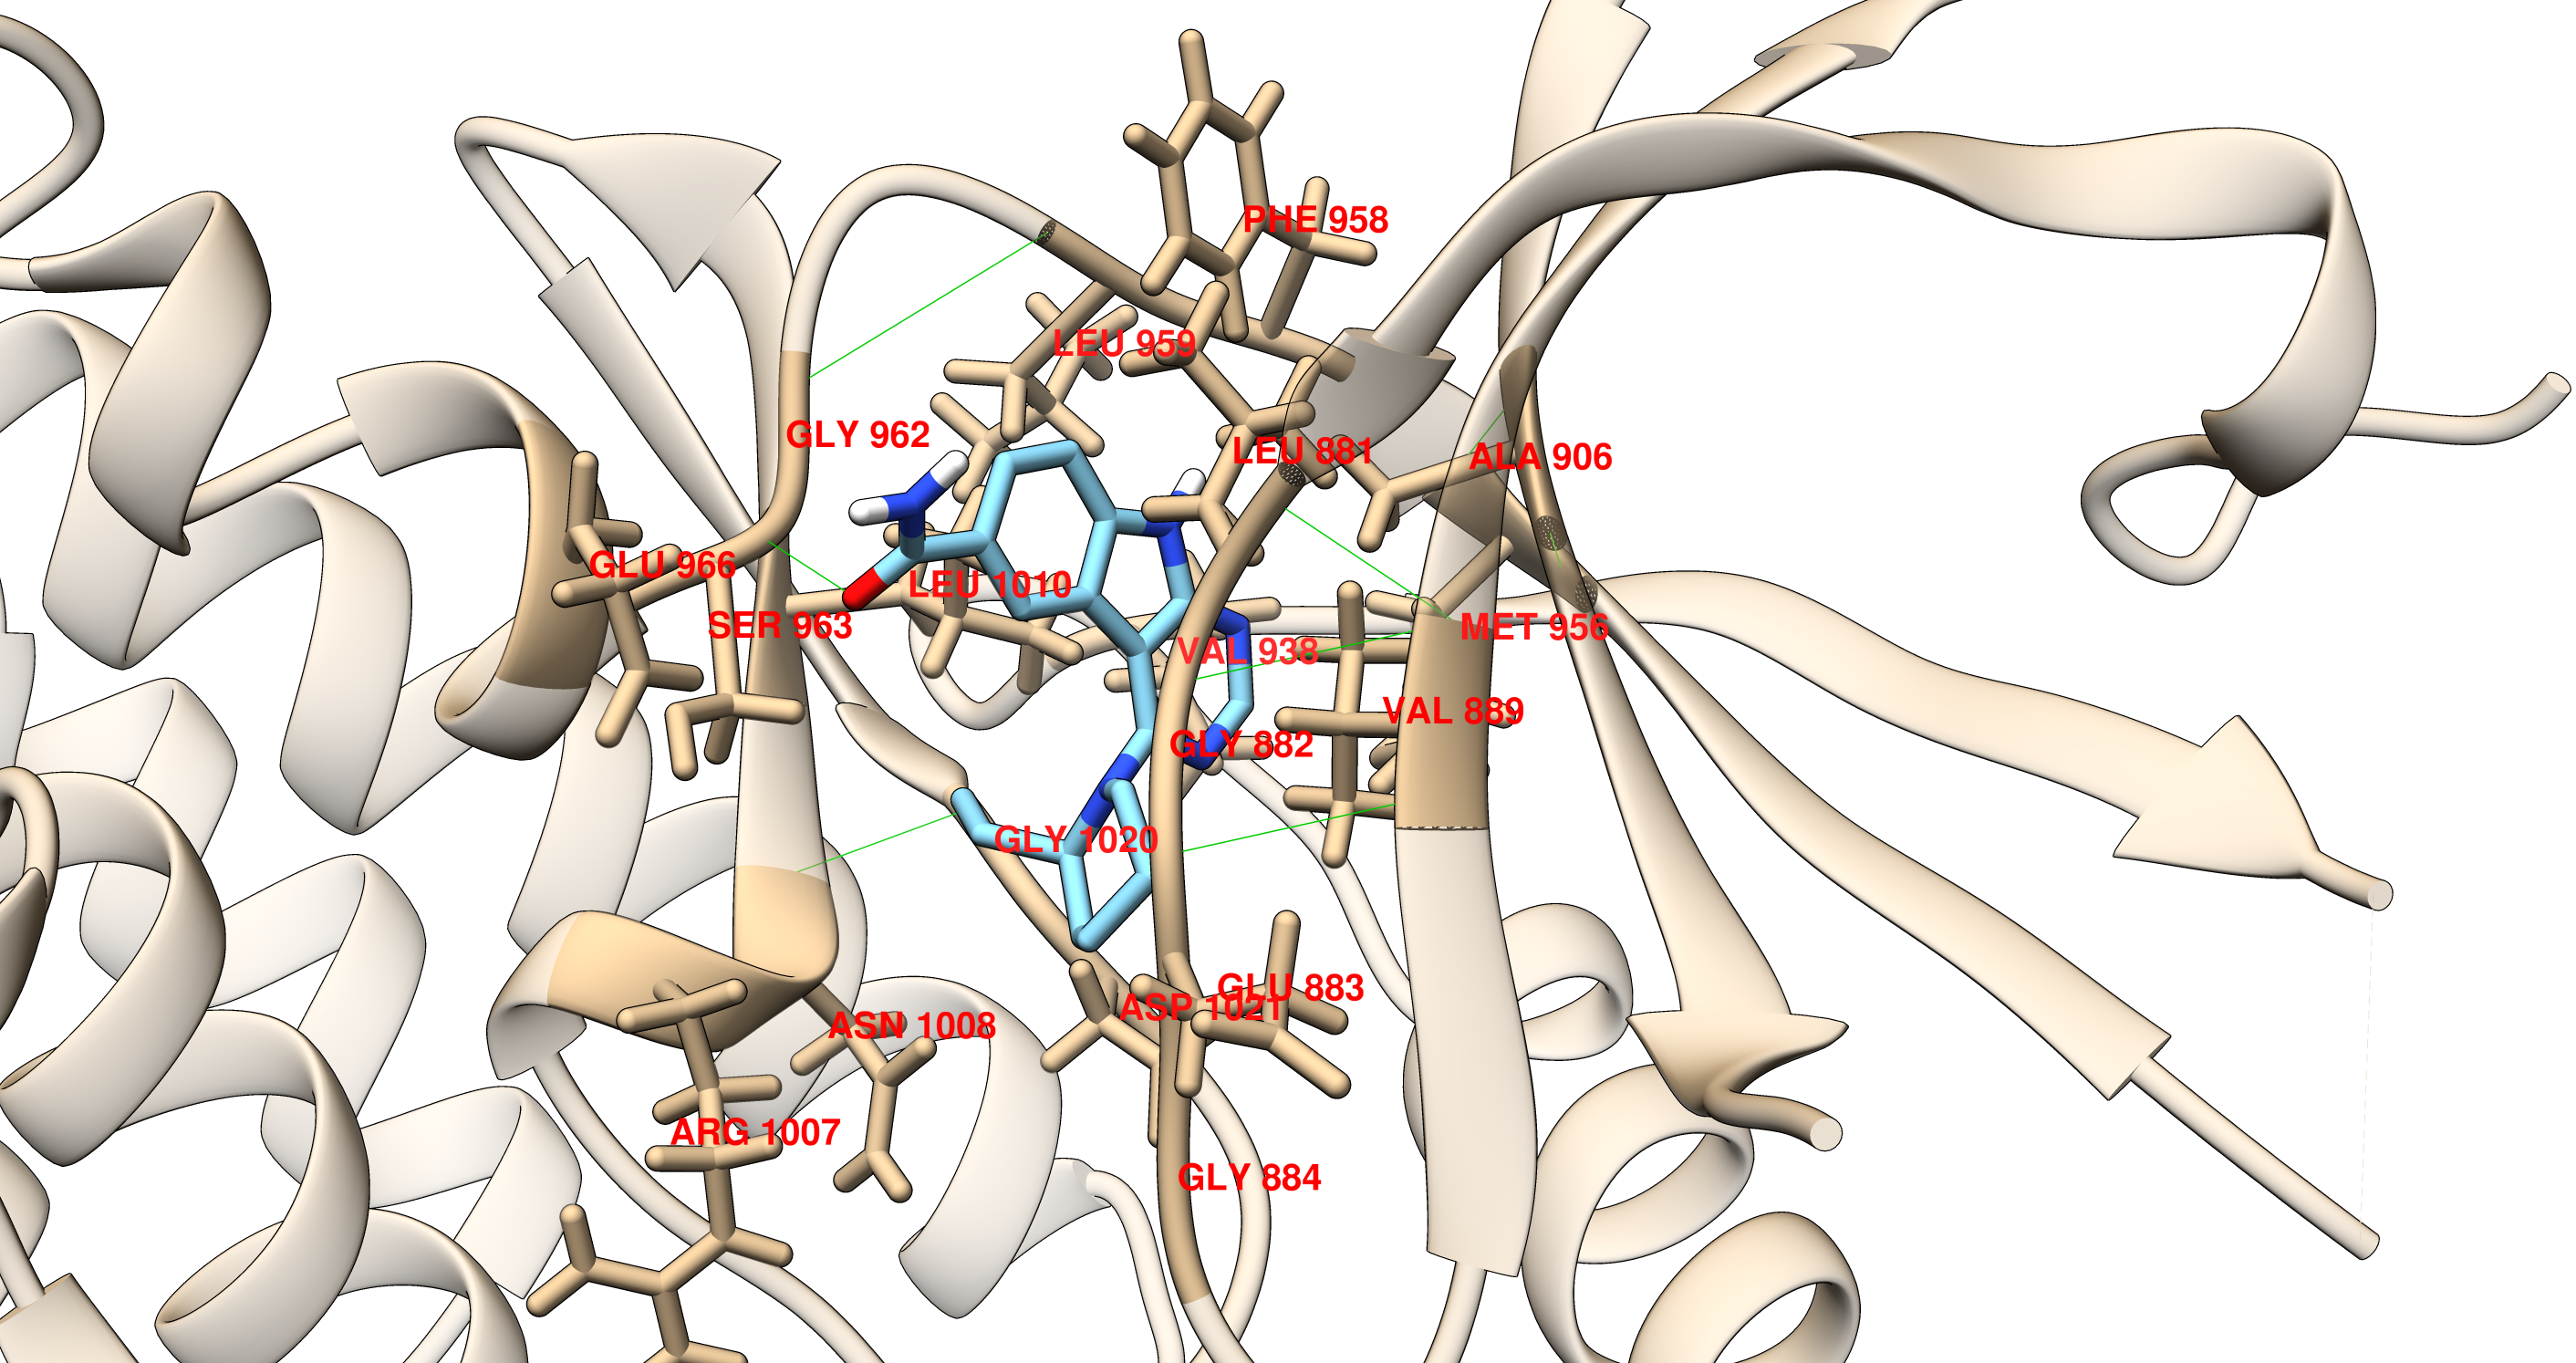 PHE 958
LEU 959
GLY 962
LEU 881
ALA 906
GLU 966
LEU 1010
SER 963
MET 956
VAL 938
VAL 889
GLY 882
GLY 1020
GLU 883
ASP 1021
ASN 1008
ARG 1007
GLY 884